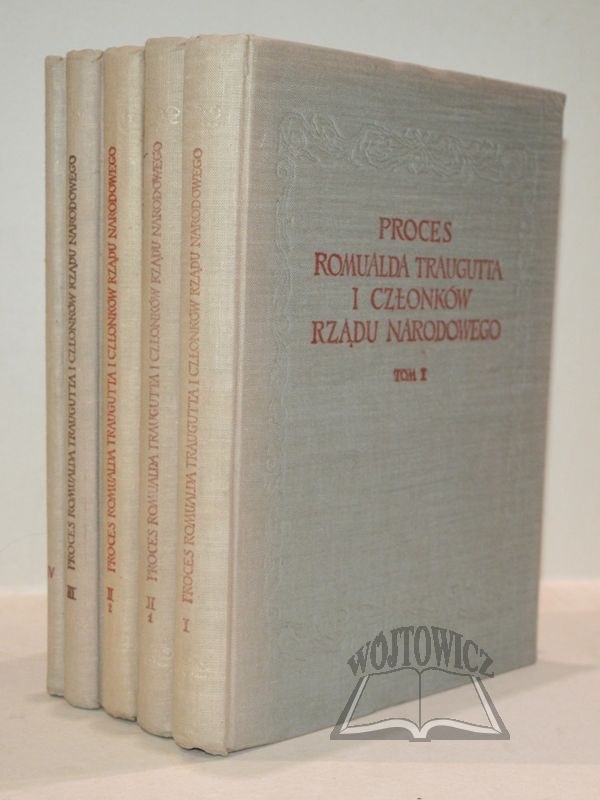 PROCES
ROMUALDA TRAUGUTTA
I CZŁONKÓW
RZĄDU NARODOWEGO
TOM I
PROCES ROMUALDA TRAUGUTTA I CZŁONKÓW RZĄDU NARODOWEGO
I
PROCES ROMUALDA TRAUGUTTA I CZŁONKÓW RZĄDU NARODOWEGO
II
1
PROCES ROMUALDA TRAUGUTTA I CZŁONKÓW RZĄDU NARODOWEGO
II
2
PROCES ROMUALDA TRAUGUTTA I CZŁONKÓW RZĄDU NARODOWEGO
III
IV
WÓJTOWICZ